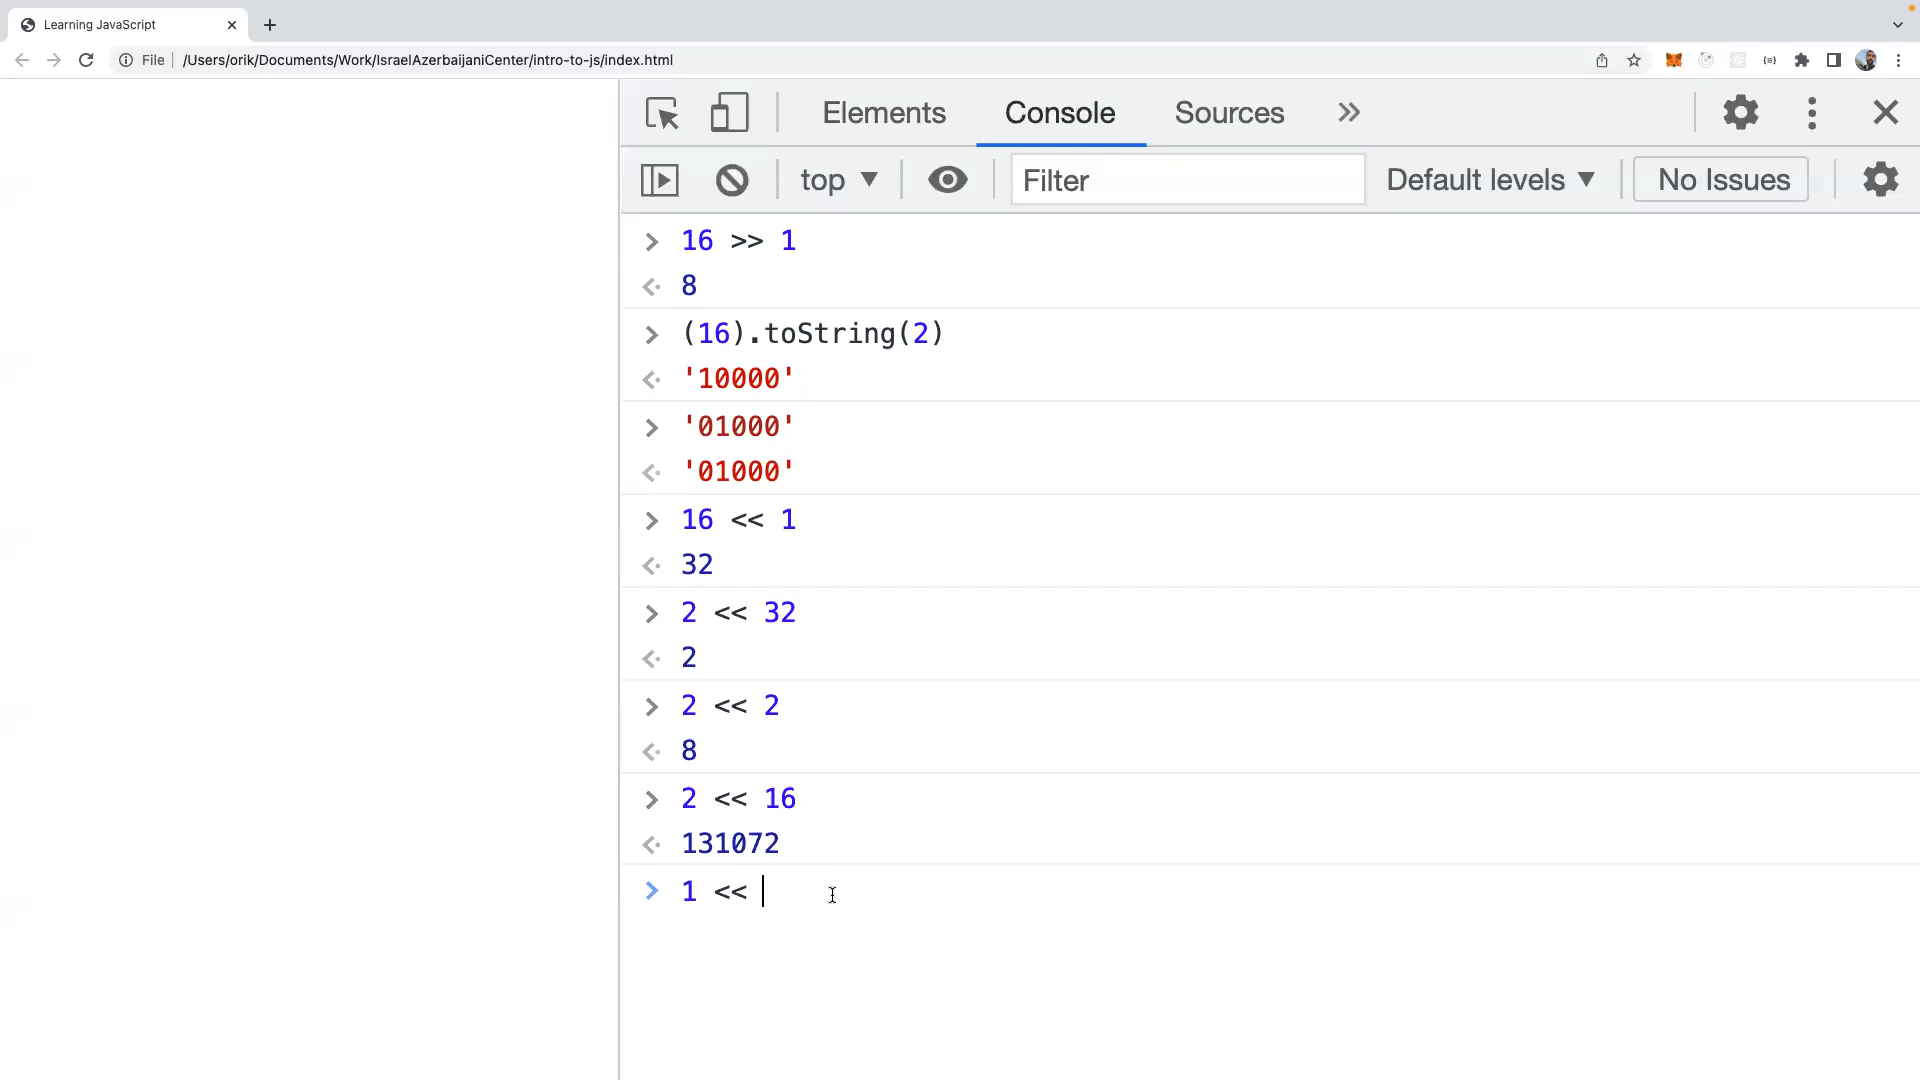 Learning JavaScript
File /Users/orik/Documents/Work/IsraelAzerbaijaniCenter/intro-to-js/index.html
Elements Console Sources
top Filter Default levels No Issues
> 16 >> 1
8
> (16).toString(2)
'10000'
> '01000'
'01000'
> 16 << 1
32
> 2 << 32
2
> 2 << 2
8
> 2 << 16
131072
> 1 <<